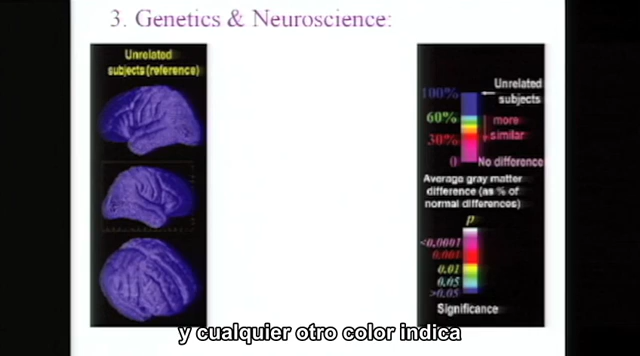 3. Genetics & Neuroscience:
Unrelated
subjects (reference)
Unrelated
subjects
100%
60%
more
similar
30%
0
No difference
Average gray matter
difference (as % of
normal differences)
p
<0.0001
0.001
0.01
0.05
>0.05
Significance
y cualquier otro color indica